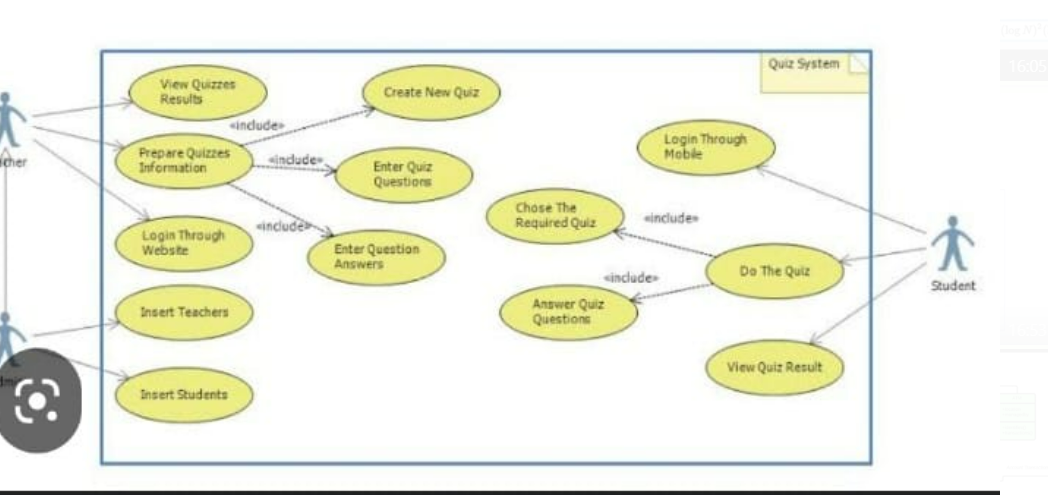 Quiz System
View Quizzes
Results
Create New Quiz
«include»
Prepare Quizzes
Information
«include»
Enter Quiz
Questions
«include»
Login Through
Website
Enter Question
Answers
Insert Teachers
Insert Students
Login Through
Mobile
Chose The
Required Quiz
«include»
Do The Quiz
«include»
Answer Quiz
Questions
View Quiz Result
Student
16:05